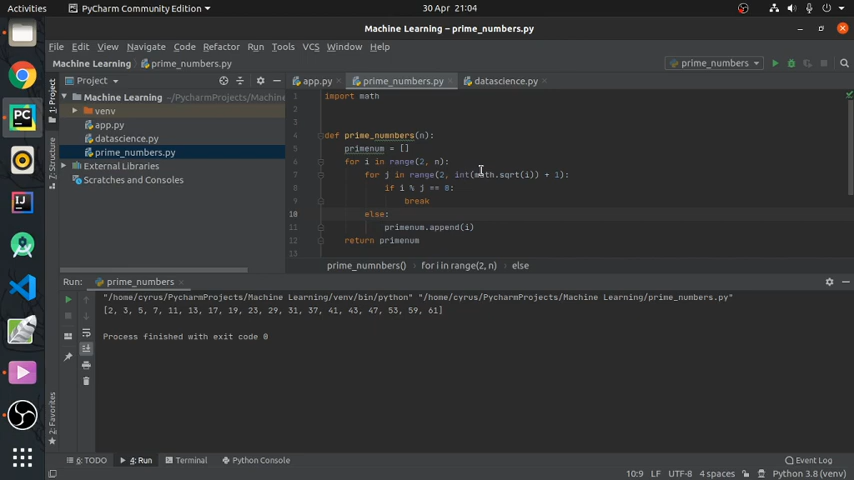 Activities PyCharm Community Edition 30 Apr 21:04
Machine Learning – prime_numbers.py
File Edit View Navigate Code Refactor Run Tools VCS Window Help
Machine Learning prime_numbers.py prime_numbers
Project app.py prime_numbers.py datascience.py
1: Project
7: Structure
2: Favorites
Machine Learning ~/PycharmProjects/Machine
venv
app.py
datascience.py
prime_numbers.py
External Libraries
Scratches and Consoles
1 import math
2
3
4 def prime_numnbers(n):
5 primenum = []
6 for i in range(2, n):
7 for j in range(2, int(math.sqrt(i)) + 1):
8 if i % j == 0:
9 break
10 else:
11 primenum.append(i)
12 return primenum
13
prime_numnbers() for i in range(2, n) else
Run: prime_numbers
"/home/cyrus/PycharmProjects/Machine Learning/venv/bin/python" "/home/cyrus/PycharmProjects/Machine Learning/prime_numbers.py"
[2, 3, 5, 7, 11, 13, 17, 19, 23, 29, 31, 37, 41, 43, 47, 53, 59, 61]
Process finished with exit code 0
6: TODO 4: Run Terminal Python Console Event Log
10:9 LF UTF-8 4 spaces Python 3.8 (venv)